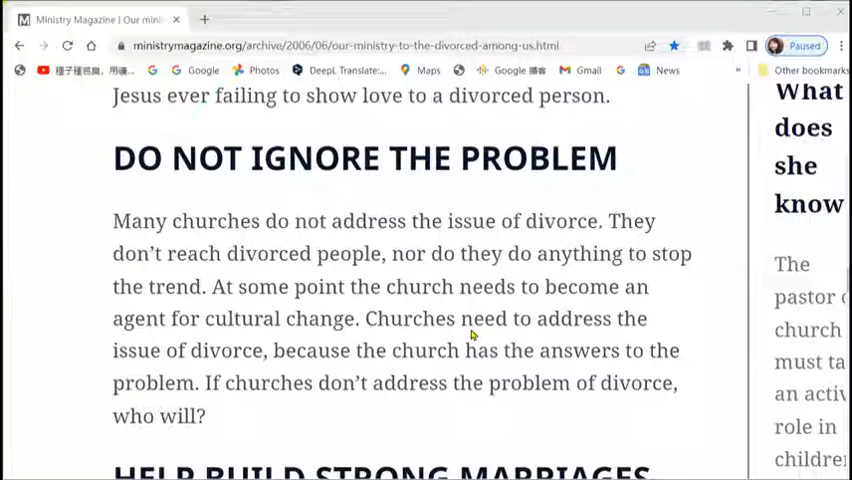 Ministry Magazine | Our mini
ministrymagazine.org/archive/2006/06/our-ministry-to-the-divorced-among-us.html
Paused
Google
Photos
DeepL Translate:...
Maps
Google
Gmail
News
»
Other bookmarks
Jesus ever failing to show love to a divorced person.
DO NOT IGNORE THE PROBLEM
Many churches do not address the issue of divorce. They
don’t reach divorced people, nor do they do anything to stop
the trend. At some point the church needs to become an
agent for cultural change. Churches need to address the
issue of divorce, because the church has the answers to the
problem. If churches don’t address the problem of divorce,
who will?
HELP BUILD STRONG MARRIAGES
What
does
she
know
The
pastor
church
must ta
an activ
role in
childre